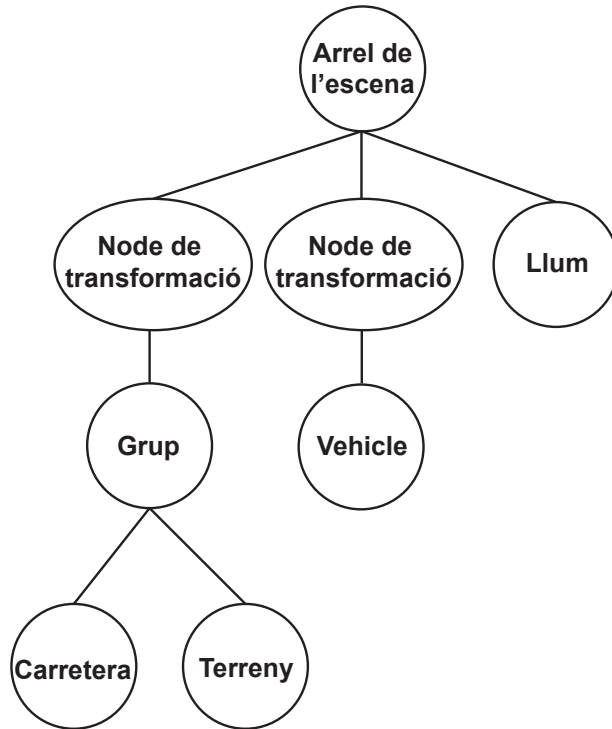 Arrel de
l’escena
Node de
transformació
Node de
transformació
Llum
Grup
Vehicle
Carretera
Terreny